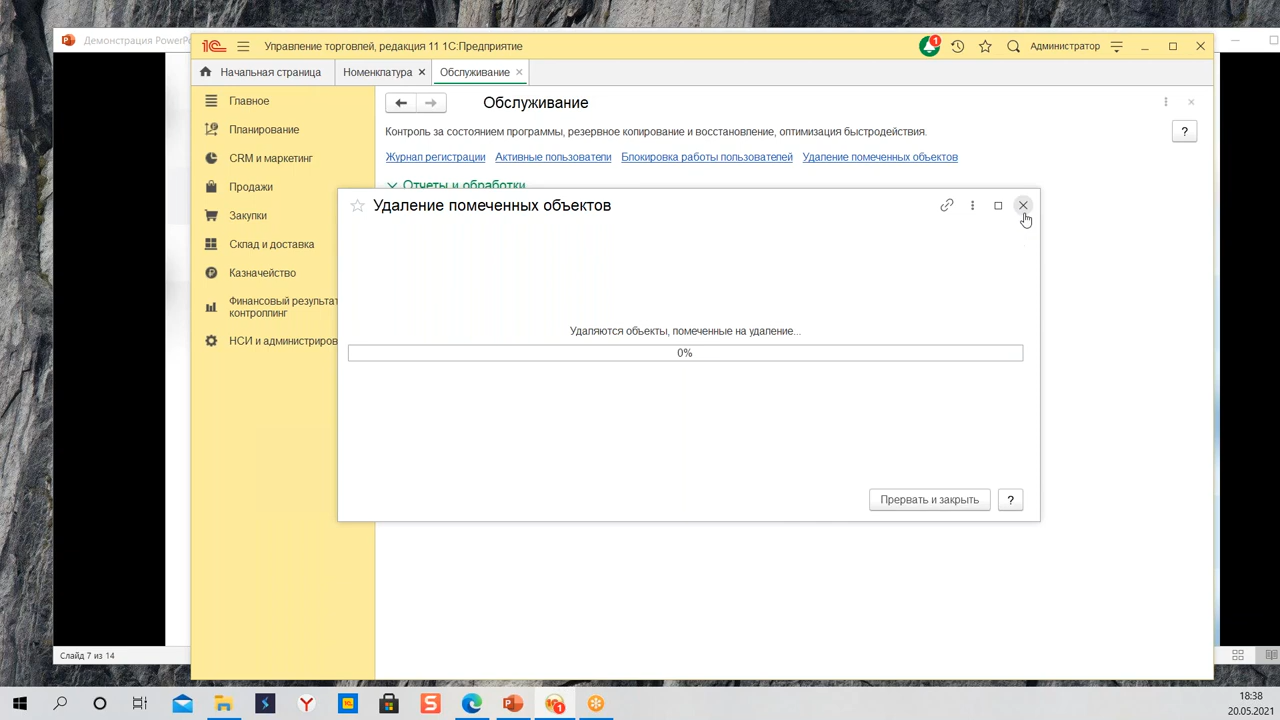 Демонстрация PowerPo
1С Управление торговлей, редакция 11 1С:Предприятие
1
Администратор
Начальная страница
Номенклатура
Обслуживание
Главное
Планирование
CRM и маркетинг
Продажи
Закупки
Склад и доставка
Казначейство
Финансовый результат
контроллинг
НСИ и администриров
Обслуживание
Контроль за состоянием программы, резервное копирование и восстановление, оптимизация быстродействия.
?
Журнал регистрации Активные пользователи Блокировка работы пользователей Удаление помеченных объектов
Отчеты и обработки
Удаление помеченных объектов
Удаляются объекты, помеченные на удаление...
0%
Прервать и закрыть
?
Слайд 7 из 14
18:38
20.05.2021